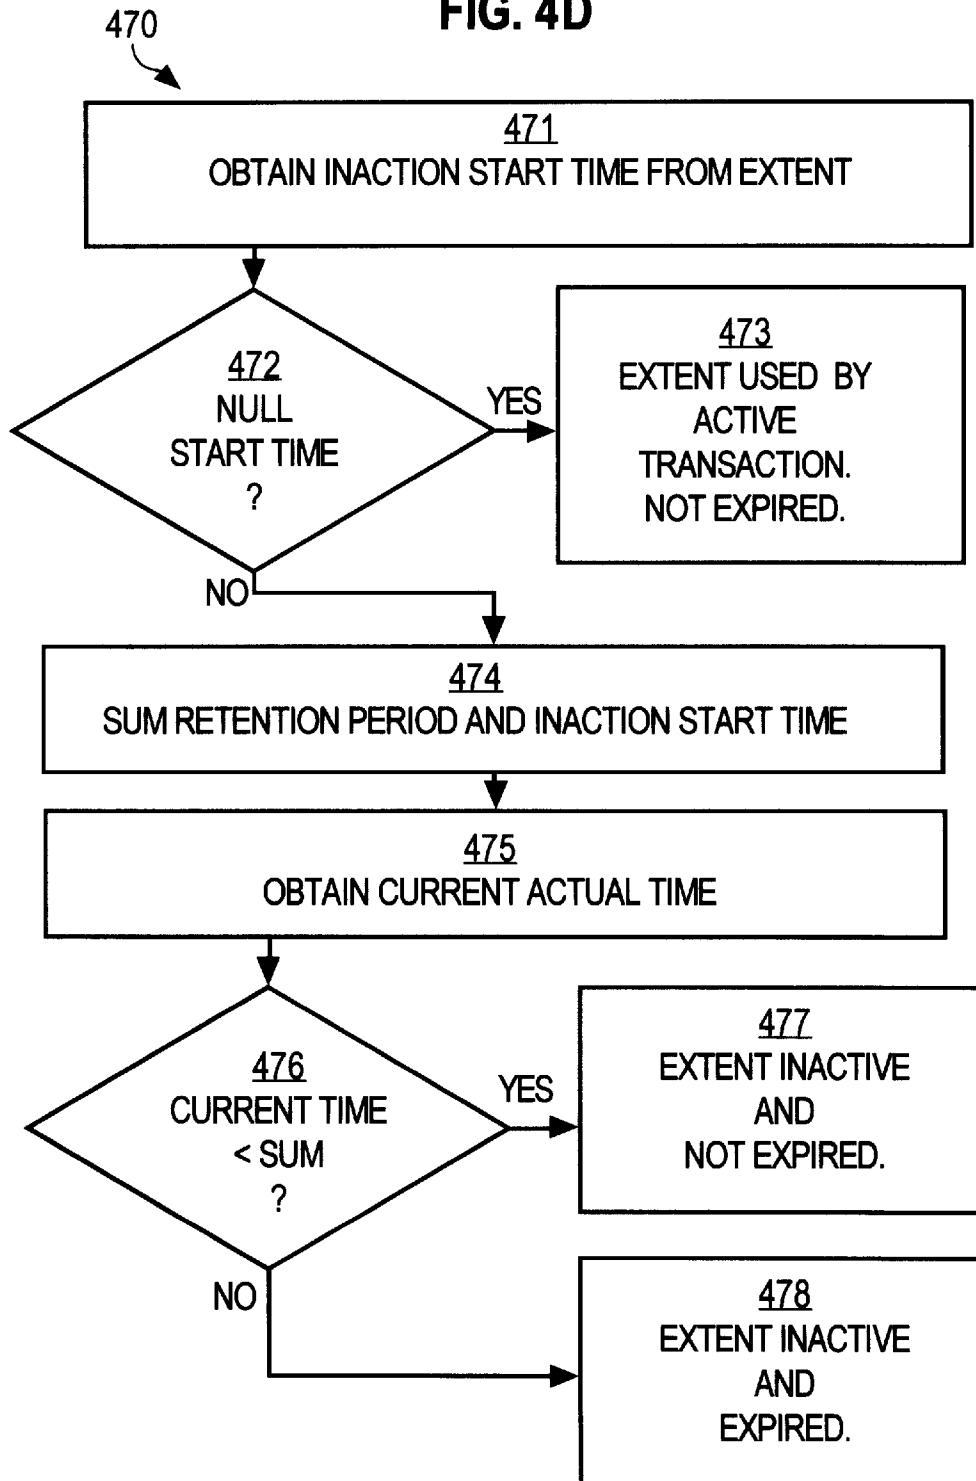 FIG. 4D
470
471
OBTAIN INACTION START TIME FROM EXTENT
472
NULL
START TIME
?
YES
473
EXTENT USED BY
ACTIVE
TRANSACTION.
NOT EXPIRED.
NO
474
SUM RETENTION PERIOD AND INACTION START TIME
475
OBTAIN CURRENT ACTUAL TIME
476
CURRENT TIME
< SUM
?
YES
477
EXTENT INACTIVE
AND
NOT EXPIRED.
NO
478
EXTENT INACTIVE
AND
EXPIRED.